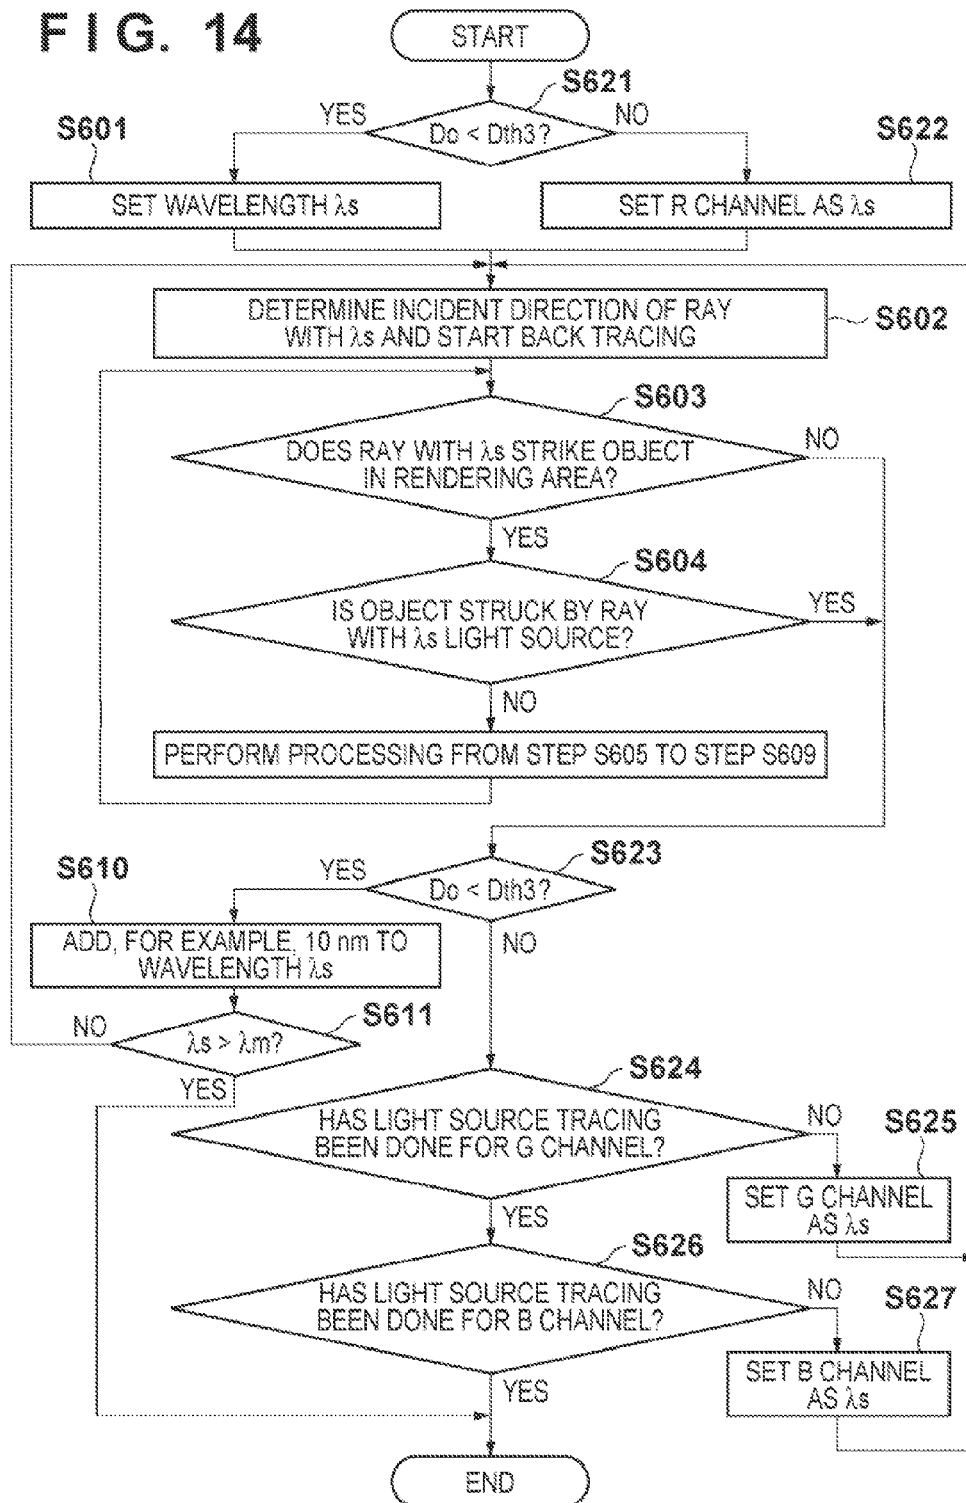 FIG. 14
START
S621
YES
NO
Do < Dth3?
S601
S622
SET WAVELENGTH λs
SET R CHANNEL AS λs
DETERMINE INCIDENT DIRECTION OF RAY
WITH λs AND START BACK TRACING
S602
S603
DOES RAY WITH λs STRIKE OBJECT
IN RENDERING AREA?
NO
YES
S604
IS OBJECT STRUCK BY RAY
WITH λs LIGHT SOURCE?
YES
NO
PERFORM PROCESSING FROM STEP S605 TO STEP S609
S623
YES
Do < Dth3?
NO
S610
ADD, FOR EXAMPLE, 10 nm TO
WAVELENGTH λs
S611
NO
λs > λm?
YES
S624
HAS LIGHT SOURCE TRACING
BEEN DONE FOR G CHANNEL?
NO
S625
SET G CHANNEL
AS λs
YES
S626
HAS LIGHT SOURCE TRACING
BEEN DONE FOR B CHANNEL?
NO
S627
SET B CHANNEL
AS λs
YES
END